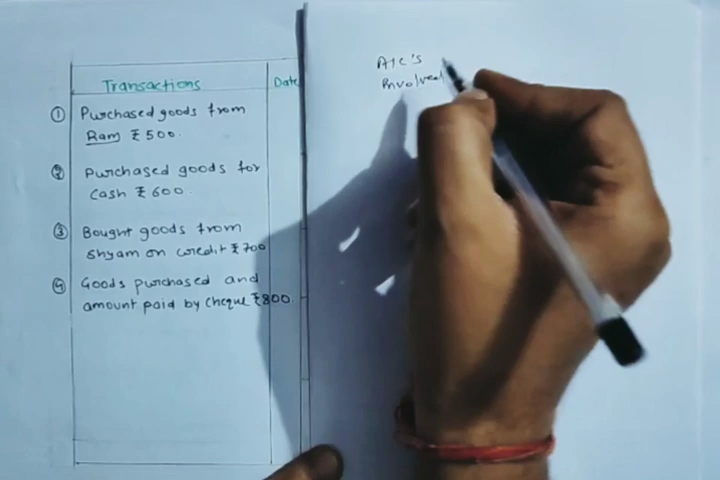 Transactions
Date
① Purchased goods from
Ram ₹500.
② Purchased goods for
Cash ₹600.
③ Bought goods from
Shyam on credit ₹700
④ Goods purchased and
amount paid by Cheque ₹800.
A/C's
Involved